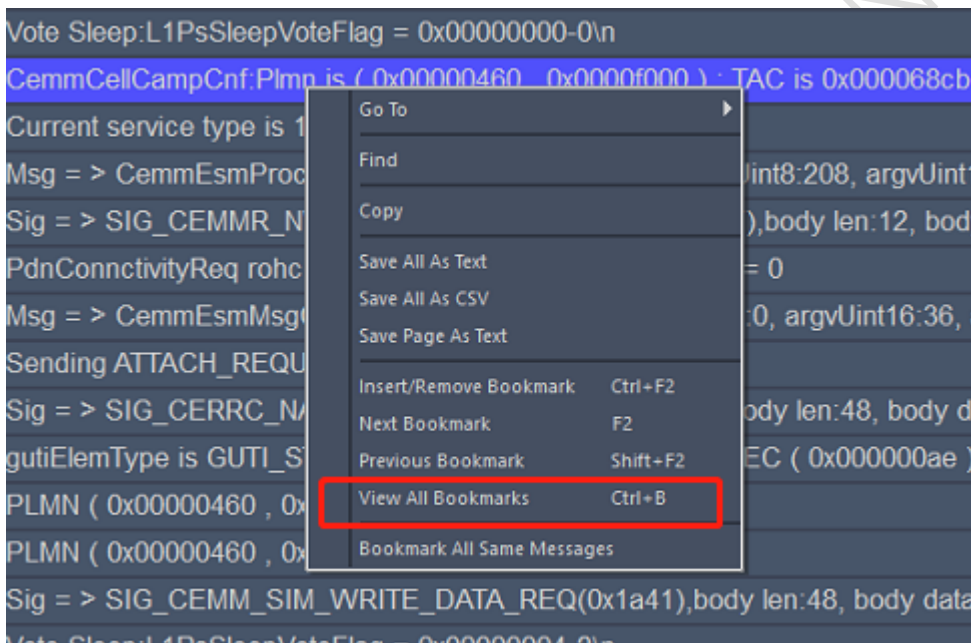 Vote Sleep:L1PsSleepVoteFlag = 0x00000000-0\n
CemmCellCampCnf:Plmn is ( 0x00000460 , 0x0000f000 ) ; TAC is 0x000068cb
Current service type is 1
Msg = > CemmEsmProc
Jint8:208, argvUint1
Sig = > SIG_CEMMR_N
),body len:12, bod
PdnConnctivityReq rohc
= 0
Msg = > CemmEsmMsg
:0, argvUint16:36,
Sending ATTACH_REQU
Sig = > SIG_CERRC_NA
ody len:48, body d
gutiElemType is GUTI_S
EC ( 0x000000ae )
PLMN ( 0x00000460 , 0x
PLMN ( 0x00000460 , 0x
Sig = > SIG_CEMM_SIM_WRITE_DATA_REQ(0x1a41),body len:48, body data
Go To
Find
Copy
Save All As Text
Save All As CSV
Save Page As Text
Insert/Remove Bookmark Ctrl+F2
Next Bookmark F2
Previous Bookmark Shift+F2
View All Bookmarks Ctrl+B
Bookmark All Same Messages